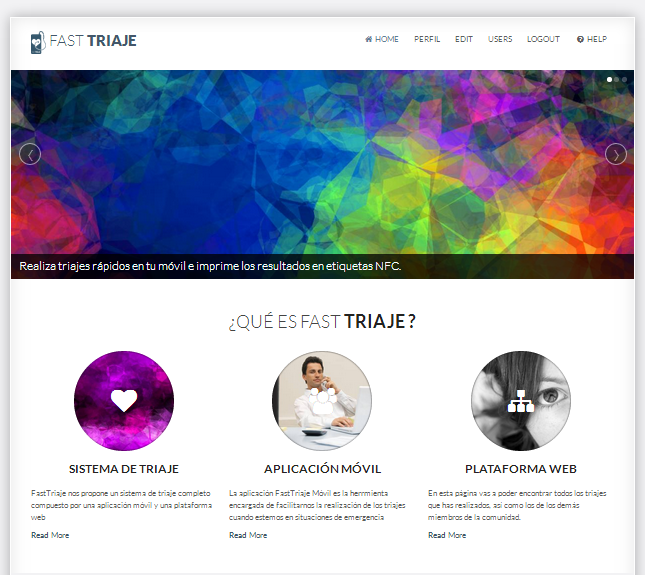 FAST TRIAJE
HOME PERFIL EDIT USERS LOGOUT HELP
Realiza triajes rápidos en tu móvil e imprime los resultados en etiquetas NFC.
¿QUÉ ES FAST TRIAJE?
SISTEMA DE TRIAJE
FastTriaje nos propone un sistema de triaje completo
compuesto por una aplicación móvil y una plataforma
web
Read More
APLICACIÓN MÓVIL
La aplicación FastTriaje Móvil es la herrmienta
encargada de facilitarnos la realización de los triajes
cuando estemos en situaciones de emergencia
Read More
PLATAFORMA WEB
En esta página vas a poder encontrar todos los triajes
que has realizados, asi como los de los demás
miembros de la comunidad.
Read More